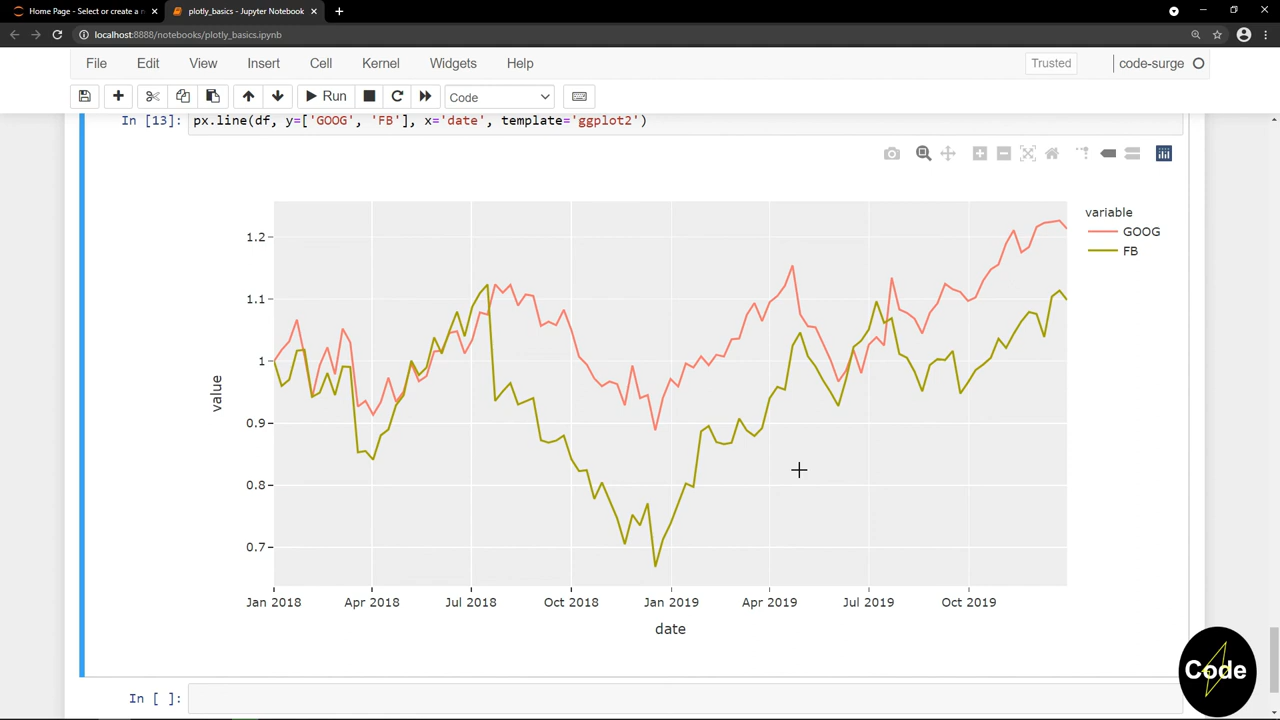 Home Page - Select or create a n
plotly_basics - Jupyter Notebook
localhost:8888/notebooks/plotly_basics.ipynb
File Edit View Insert Cell Kernel Widgets Help
Trusted
code-surge
Run
Code
In [13]: px.line(df, y=['GOOG', 'FB'], x='date', template='ggplot2')
variable
GOOG
FB
1.2
1.1
1
0.9
0.8
0.7
value
Jan 2018 Apr 2018 Jul 2018 Oct 2018 Jan 2019 Apr 2019 Jul 2019 Oct 2019
date
In [ ]:
Code